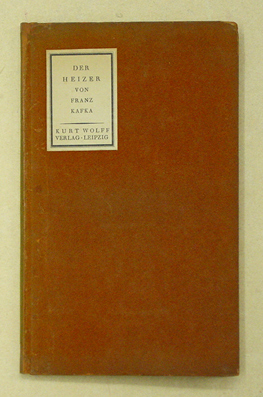 DER
HEIZER
VON
FRANZ
KAFKA
KURT WOLFF
VERLAG · LEIPZIG